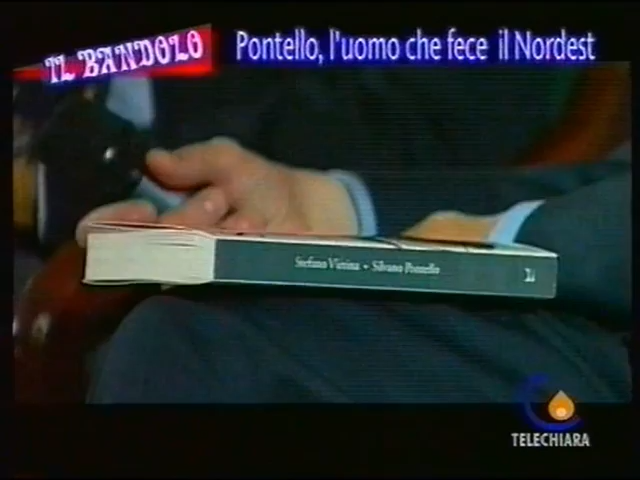 IL BANDOLO
Pontello, l'uomo che fece il Nordest
Stefano Vietina - Silvano Pontello
TELECHIARA